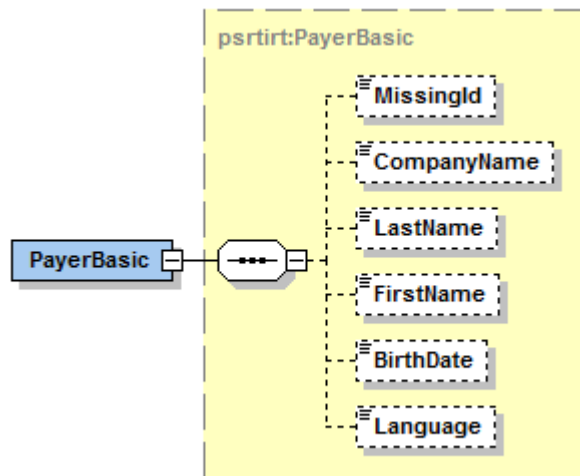 psrtirt:PayerBasic
MissingId
CompanyName
LastName
PayerBasic
FirstName
BirthDate
Language